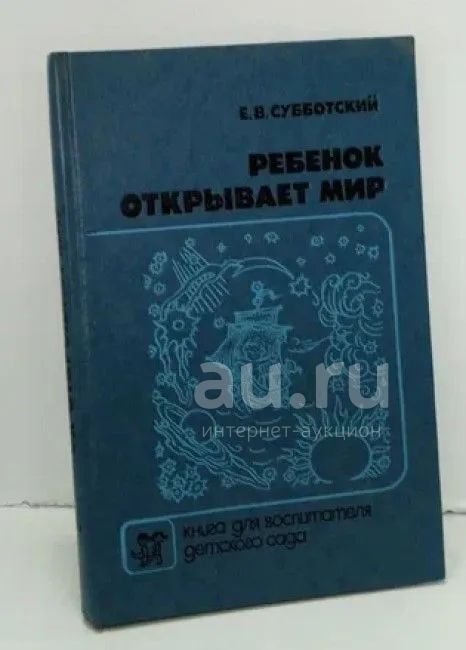 Е.В.СУББОТСКИЙ
РЕБЕНОК
ОТКРЫВАЕТ МИР
au.ru
интернет-аукцион
книга для воспитателя
детского сада